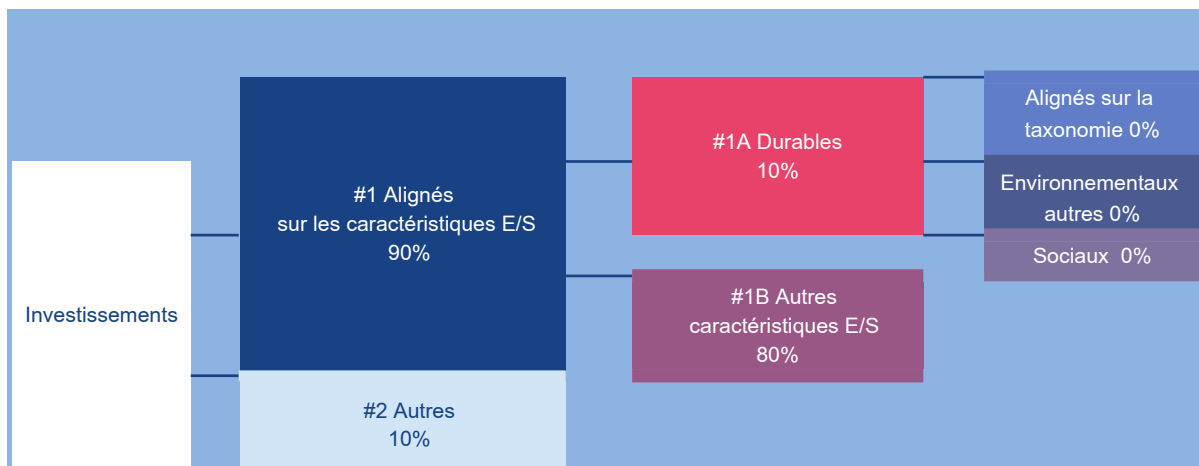 Investissements
#1 Alignés
sur les caractéristiques E/S
90%
#2 Autres
10%
#1A Durables
10%
#1B Autres
caractéristiques E/S
80%
Alignés sur la
taxonomie 0%
Environnementaux
autres 0%
Sociaux 0%